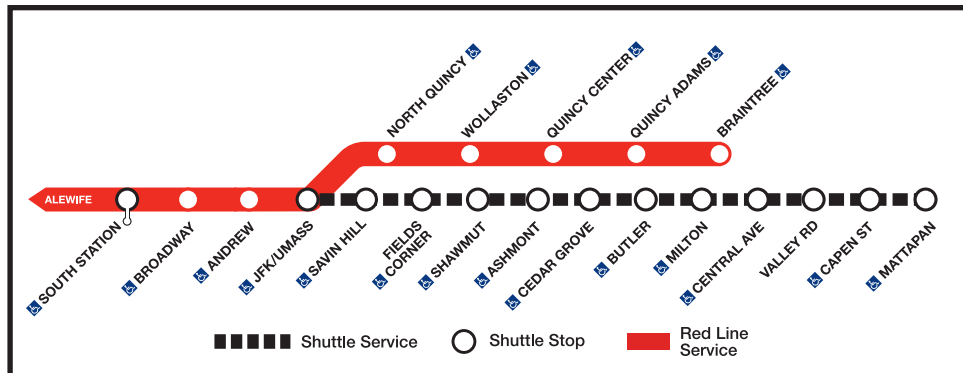 NORTH QUINCY
WOLLASTON
QUINCY CENTER
QUINCY ADAMS
BRAINTREE
ALEWIFE
SOUTH STATION
BROADWAY
ANDREW
JFK/UMASS
SAVIN HILL
FIELDS
CORNER
SHAWMUT
ASHMONT
CEDAR GROVE
BUTLER
MILTON
CENTRAL AVE
VALLEY RD
CAPEN ST
MATTAPAN
Shuttle Service
Shuttle Stop
Red Line
Service